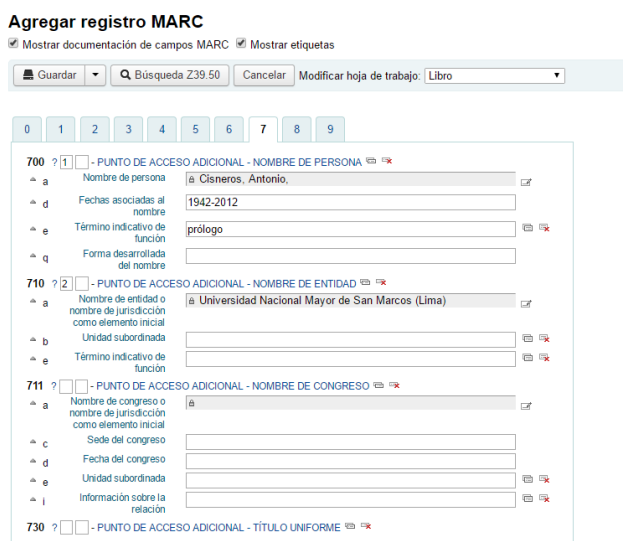 Agregar registro MARC
Mostrar documentación de campos MARC Mostrar etiquetas
Guardar Búsqueda Z39.50 Cancelar Modificar hoja de trabajo: Libro
0 1 2 3 4 5 6 7 8 9
700 ? 1 - PUNTO DE ACCESO ADICIONAL - NOMBRE DE PERSONA
a Nombre de persona Cisneros, Antonio,
d Fechas asociadas al
nombre
1942-2012
e Término indicativo de
función
prólogo
q Forma desarrollada
del nombre
710 ? 2 - PUNTO DE ACCESO ADICIONAL - NOMBRE DE ENTIDAD
a Nombre de entidad o
nombre de jurisdicción
como elemento inicial
Universidad Nacional Mayor de San Marcos (Lima)
b Unidad subordinada
e Término indicativo de
función
711 ? - PUNTO DE ACCESO ADICIONAL - NOMBRE DE CONGRESO
a Nombre de congreso o
nombre de jurisdicción
como elemento inicial
c Sede del congreso
d Fecha del congreso
e Unidad subordinada
i Información sobre la
relación
730 ? - PUNTO DE ACCESO ADICIONAL - TÍTULO UNIFORME